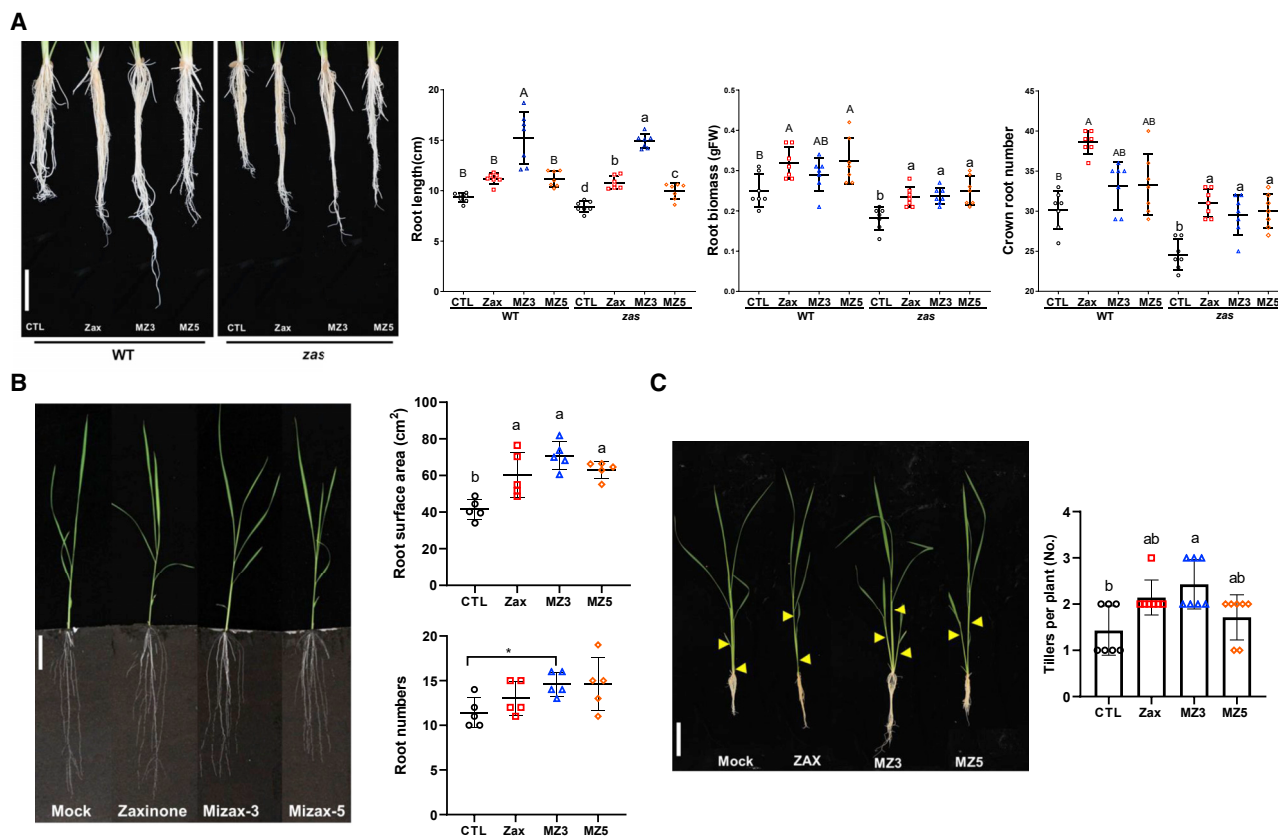 A
CTL Zax MZ3 MZ5 CTL Zax MZ3 MZ5
WT zas
Root length(cm)
20
15
10
5
0
B
B
A
B
d
b
a
c
CTL Zax MZ3 MZ5 CTL Zax MZ3 MZ5
WT zas
Root biomass (gFW)
0.5
0.4
0.3
0.2
0.1
0.0
B
A
AB
A
b
a
a
a
CTL Zax MZ3 MZ5 CTL Zax MZ3 MZ5
WT zas
Crown root number
40
35
30
25
20
B
A
AB
AB
b
a
a
a
CTL Zax MZ3 MZ5 CTL Zax MZ3 MZ5
WT zas
B
Mock Zaxinone Mizax-3 Mizax-5
Root surface area (cm²)
100
80
60
40
20
0
b
a
a
a
CTL Zax MZ3 MZ5
Root numbers
20
15
10
5
0
*
CTL Zax MZ3 MZ5
C
Mock ZAX MZ3 MZ5
Tillers per plant (No.)
4
3
2
1
0
b
ab
a
ab
CTL Zax MZ3 MZ5